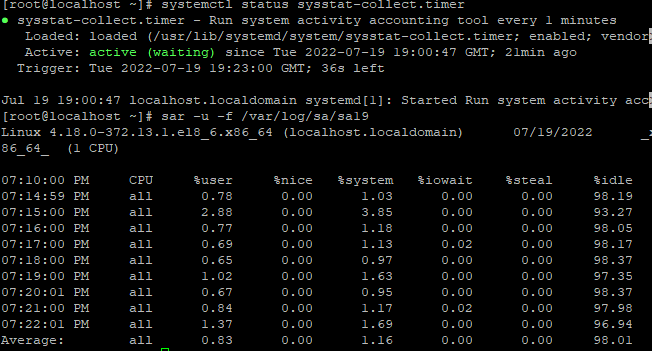 [root@localhost ~]# systemctl status sysstat-collect.timer
● sysstat-collect.timer - Run system activity accounting tool every 1 minutes
Loaded: loaded (/usr/lib/systemd/system/sysstat-collect.timer; enabled; vendor
Active: active (waiting) since Tue 2022-07-19 19:00:47 GMT; 21min ago
Trigger: Tue 2022-07-19 19:23:00 GMT; 36s left
Jul 19 19:00:47 localhost.localdomain systemd[1]: Started Run system activity acc
[root@localhost ~]# sar -u -f /var/log/sa/sa19
Linux 4.18.0-372.13.1.el8_6.x86_64 (localhost.localdomain) 07/19/2022 _x
86_64_ (1 CPU)
07:10:00 PM CPU %user %nice %system %iowait %steal %idle
07:14:59 PM all 0.78 0.00 1.03 0.00 0.00 98.19
07:15:00 PM all 2.88 0.00 3.85 0.00 0.00 93.27
07:16:00 PM all 0.77 0.00 1.18 0.00 0.00 98.05
07:17:00 PM all 0.69 0.00 1.13 0.02 0.00 98.17
07:18:00 PM all 0.65 0.00 0.97 0.00 0.00 98.37
07:19:00 PM all 1.02 0.00 1.63 0.00 0.00 97.35
07:20:01 PM all 0.67 0.00 0.95 0.00 0.00 98.37
07:21:00 PM all 0.84 0.00 1.17 0.02 0.00 97.98
07:22:01 PM all 1.37 0.00 1.69 0.00 0.00 96.94
Average: all 0.83 0.00 1.16 0.00 0.00 98.01